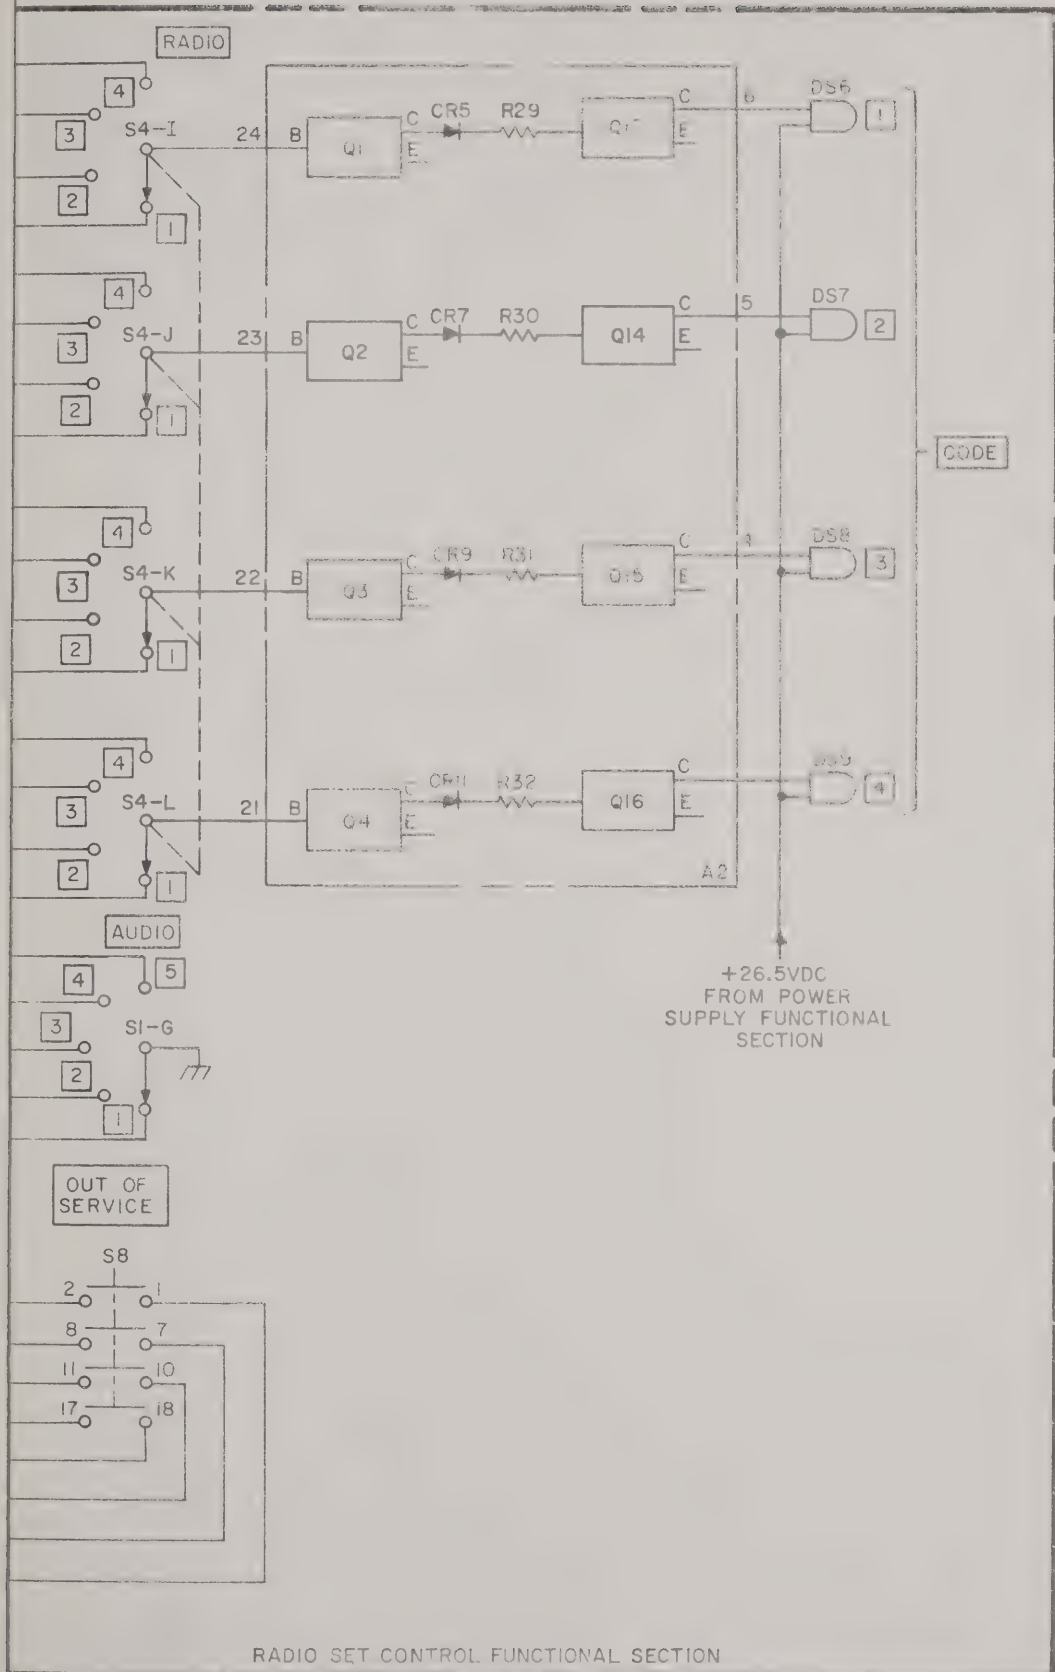 RADIO
4
3
S4-I
2
1
24
B
Q1
C
E
CR5
R29
C
E
6
DS6
1
4
3
S4-J
2
1
23
B
Q2
C
E
CR7
R30
Q14
C
E
5
DS7
2
CODE
4
3
S4-K
2
1
22
B
Q3
C
E
CR9
R31
Q15
C
E
DS8
3
4
3
S4-L
2
1
21
B
Q4
C
E
CR11
R32
Q16
C
E
4
A2
+26.5VDC
FROM POWER
SUPPLY FUNCTIONAL
SECTION
AUDIO
5
4
3
S1-G
2
1
OUT OF
SERVICE
S8
2 1
8 7
11 10
17 18
RADIO SET CONTROL FUNCTIONAL SECTION